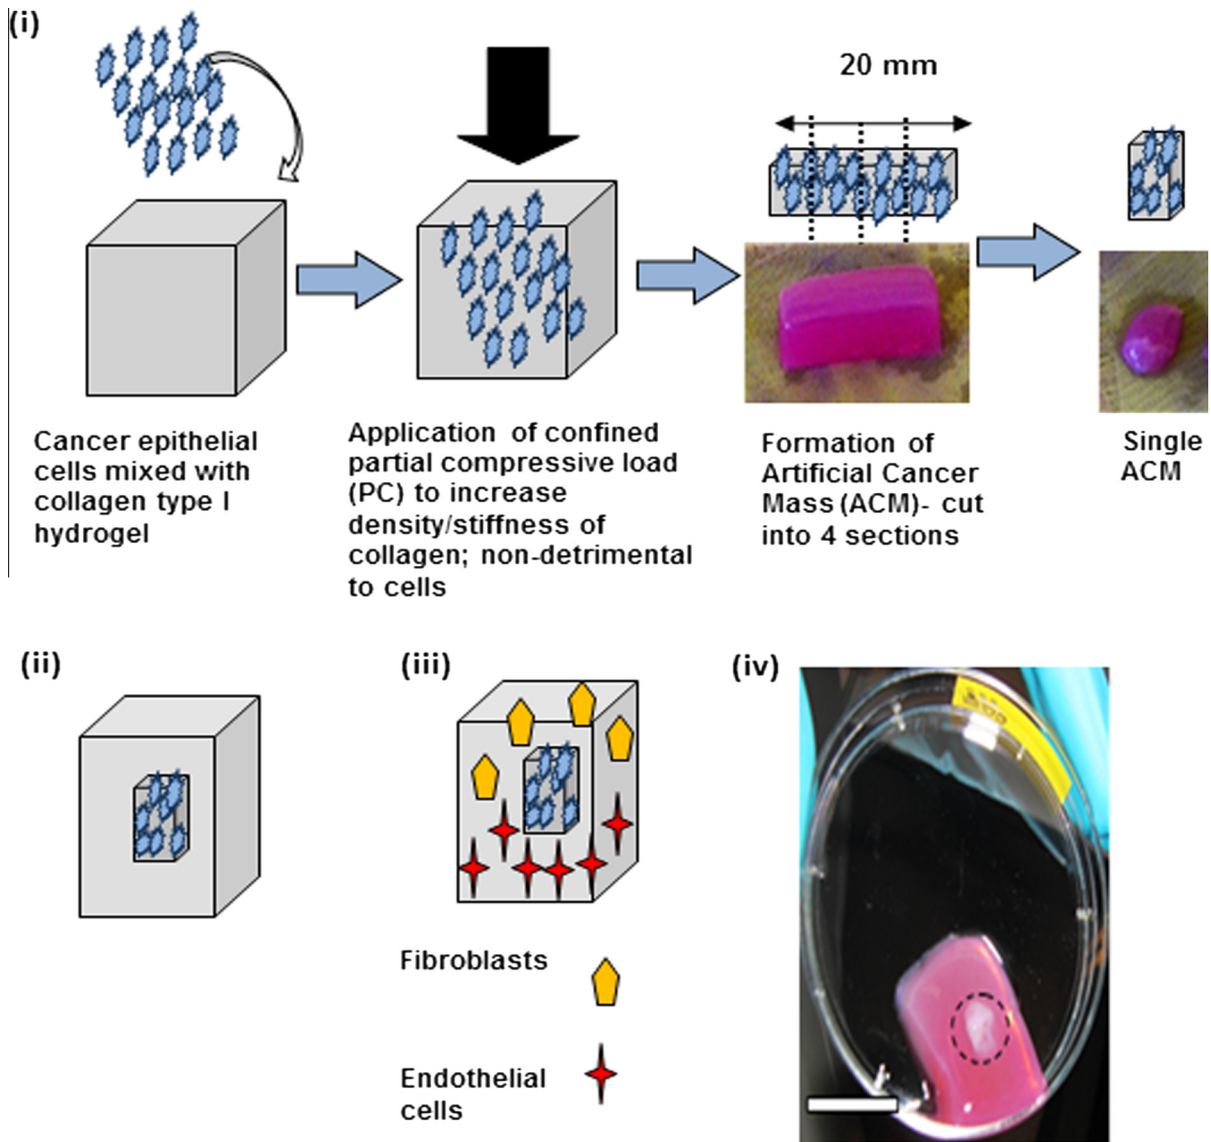 (i)
20 mm
Cancer epithelial
cells mixed with
collagen type I
hydrogel
Application of confined
partial compressive load
(PC) to increase
density/stiffness of
collagen; non-detrimental
to cells
Formation of
Artificial Cancer
Mass (ACM)- cut
into 4 sections
Single
ACM
(ii)
(iii)
(iv)
Fibroblasts
Endothelial
cells